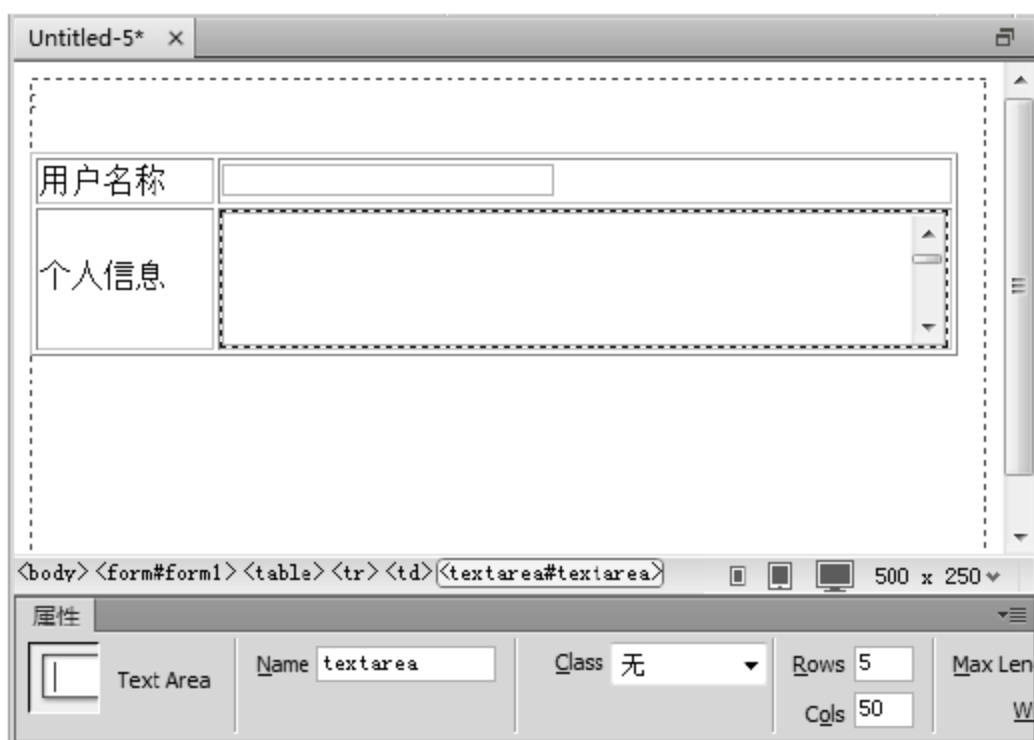 Untitled-5* ×
用户名称
个人信息
<body> <form#form1> <table> <tr> <td> <textarea#textarea> 500 x 250
属性
Text Area Name textarea Class 无 Rows 5 Max Len
Cols 50 W